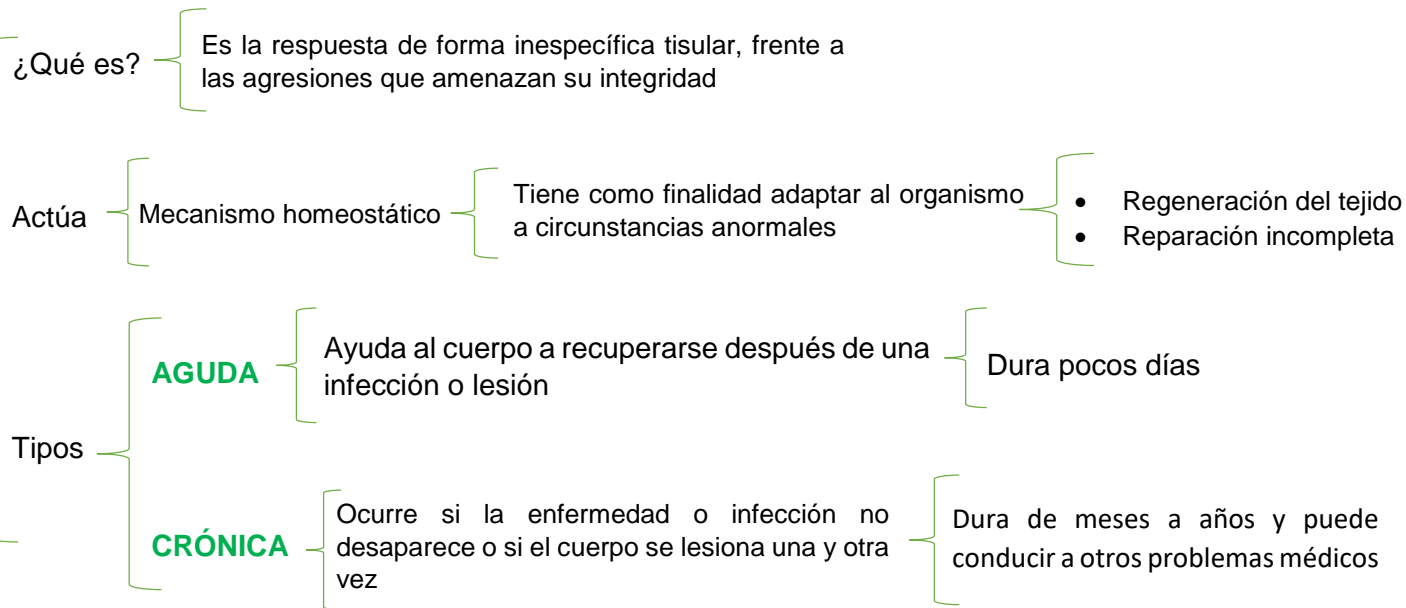 ¿Qué es?
Es la respuesta de forma inespecífica tisular, frente a
las agresiones que amenazan su integridad
Actúa
Mecanismo homeostático
Tiene como finalidad adaptar al organismo
a circunstancias anormales
• Regeneración del tejido
• Reparación incompleta
Tipos
AGUDA
Ayuda al cuerpo a recuperarse después de una
infección o lesión
Dura pocos días
CRÓNICA
Ocurre si la enfermedad o infección no
desaparece o si el cuerpo se lesiona una y otra
vez
Dura de meses a años y puede
conducir a otros problemas médicos